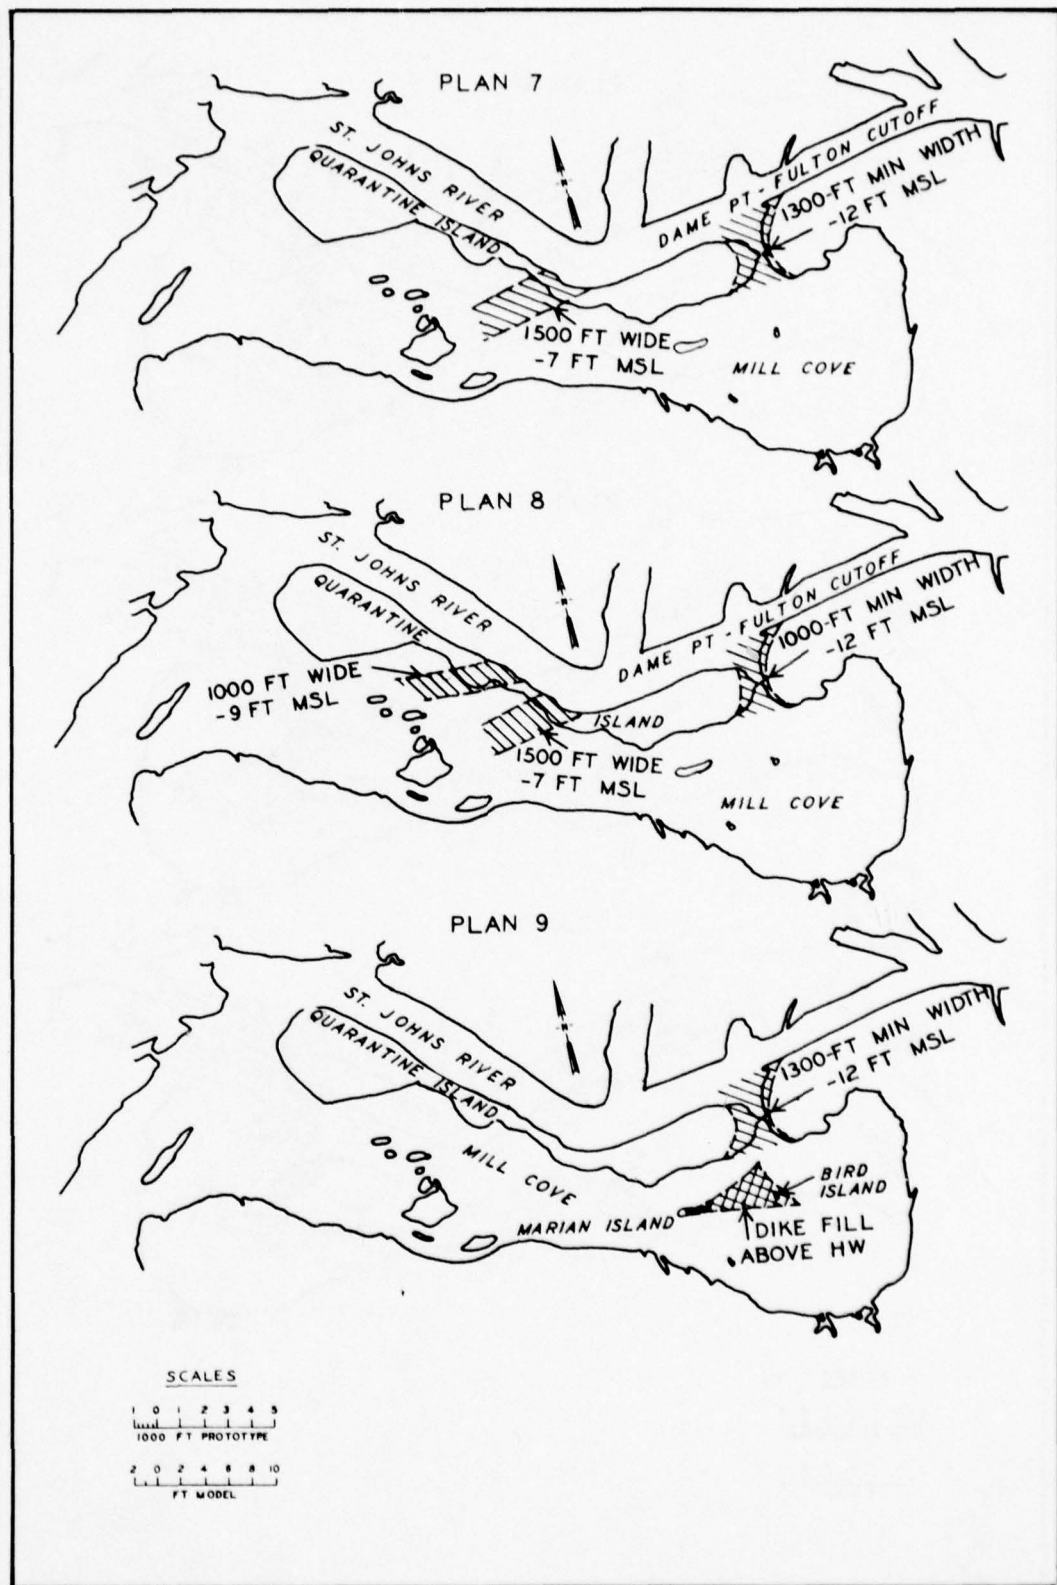 PLAN 7
ST. JOHNS RIVER
QUARANTINE ISLAND
DAME PT - FULTON CUTOFF
1300-FT MIN WIDTH
-12 FT MSL
N
1500 FT WIDE
-7 FT MSL
MILL COVE
PLAN 8
ST. JOHNS RIVER
QUARANTINE
ISLAND
DAME PT - FULTON CUTOFF
1000-FT MIN WIDTH
-12 FT MSL
N
1000 FT WIDE
-9 FT MSL
1500 FT WIDE
-7 FT MSL
MILL COVE
PLAN 9
ST. JOHNS RIVER
QUARANTINE ISLAND
1300-FT MIN WIDTH
-12 FT MSL
N
MILL COVE
BIRD
ISLAND
MARIAN ISLAND
DIKE FILL
ABOVE HW
SCALES
1 0 1 2 3 4 5
1000 FT PROTOTYPE
2 0 2 4 6 8 10
FT MODEL